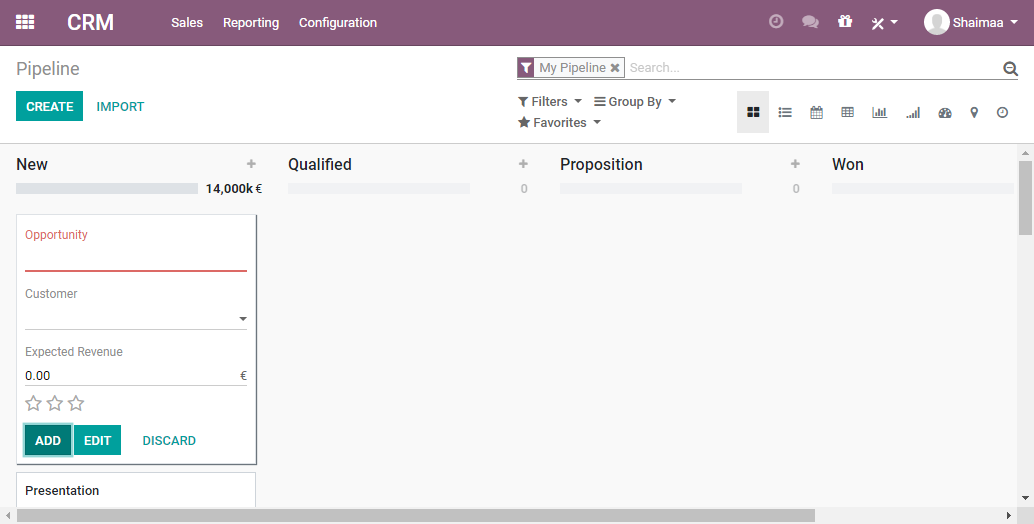 CRM Sales Reporting Configuration Shaimaa
Pipeline
My Pipeline Search...
CREATE IMPORT
Filters Group By
Favorites
New Qualified Proposition Won
14,000k € 0 0
Opportunity
Customer
Expected Revenue
0.00 €
ADD EDIT DISCARD
Presentation